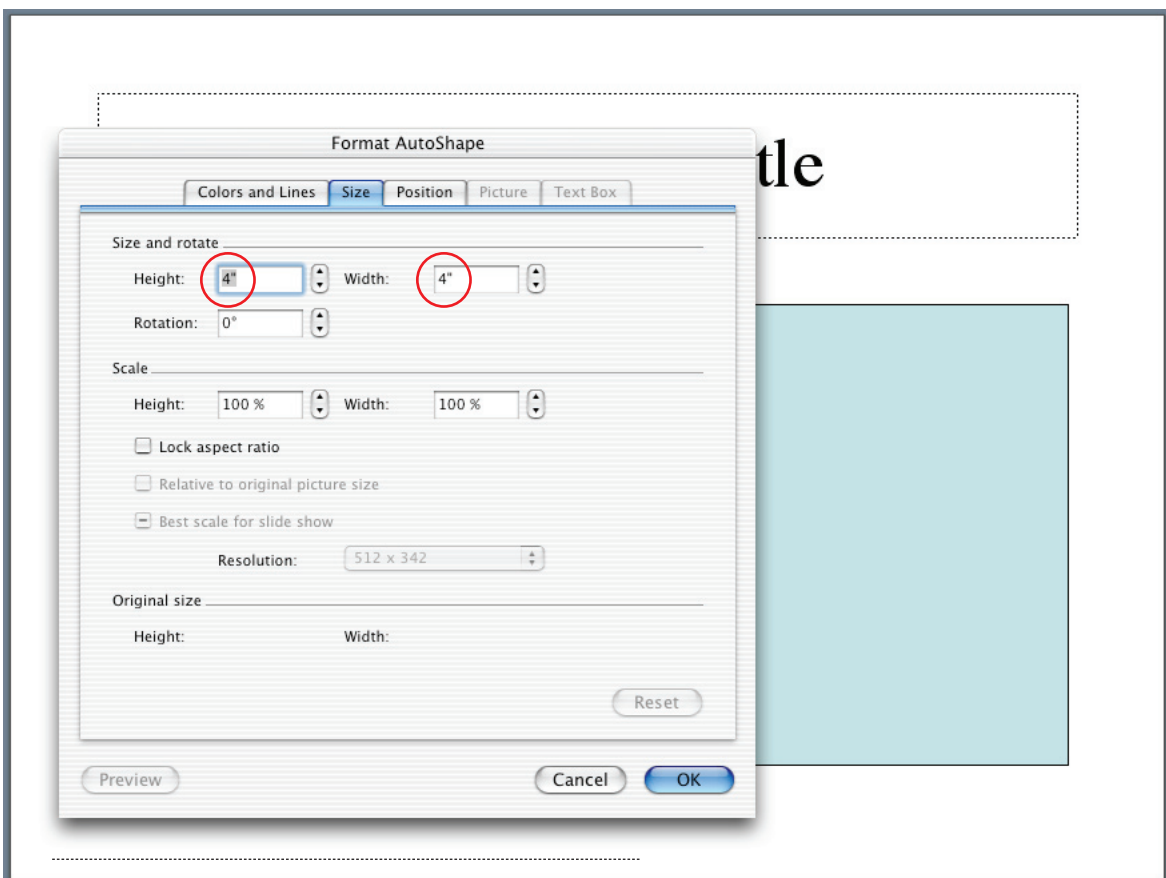 Format AutoShape
tle
Colors and Lines Size Position Picture Text Box
Size and rotate
Height: 4" Width: 4"
Rotation: 0°
Scale
Height: 100 % Width: 100 %
Lock aspect ratio
Relative to original picture size
Best scale for slide show
Resolution: 512 x 342
Original size
Height: Width:
Reset
Preview Cancel OK